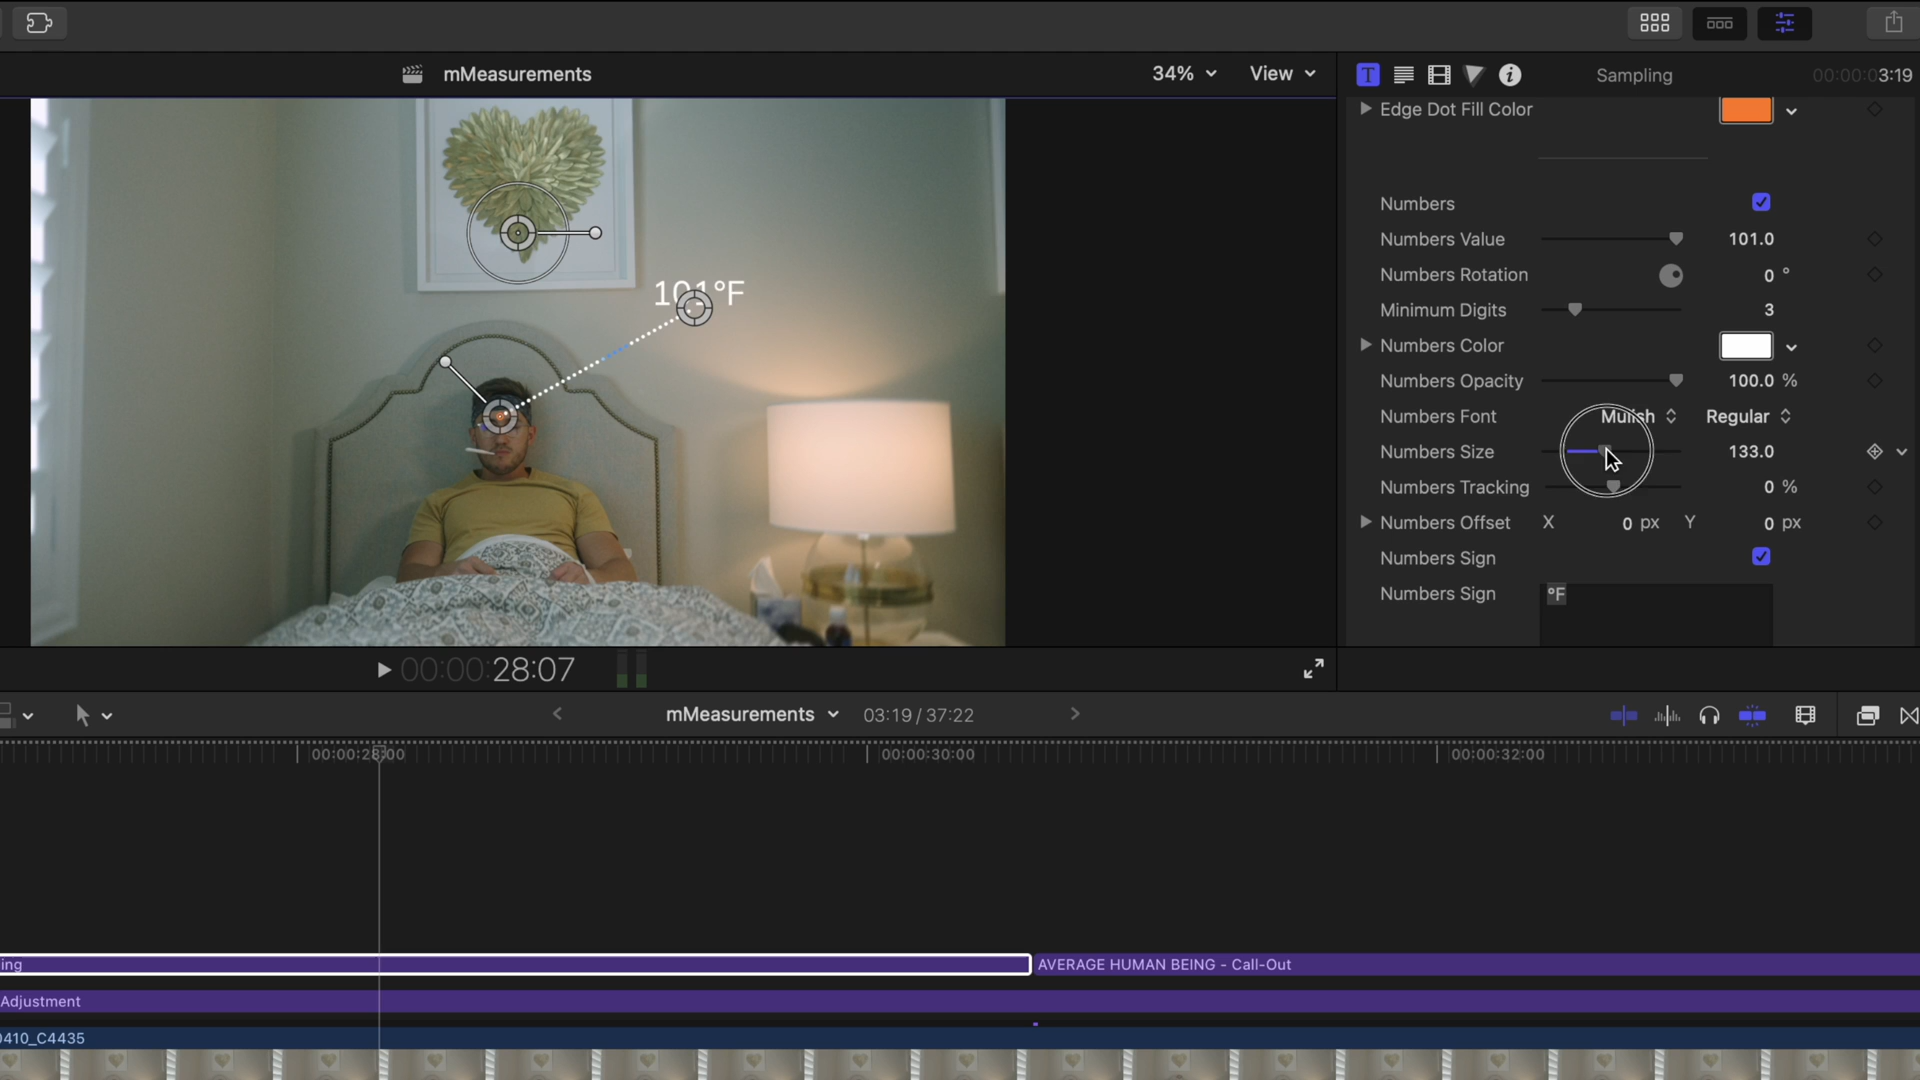 mMeasurements
34%
View
T
i
Sampling
00:00:03:19
Edge Dot Fill Color
Numbers
Numbers Value
101.0
Numbers Rotation
0 °
Minimum Digits
3
Numbers Color
Numbers Opacity
100.0 %
Numbers Font
Mulish
Regular
Numbers Size
133.0
Numbers Tracking
0 %
Numbers Offset
X
0 px
Y
0 px
Numbers Sign
Numbers Sign
°F
101°F
00:00:28:07
mMeasurements
03:19 / 37:22
00:00:28:00
00:00:30:00
00:00:32:00
ing
AVERAGE HUMAN BEING - Call-Out
Adjustment
0410_C4435